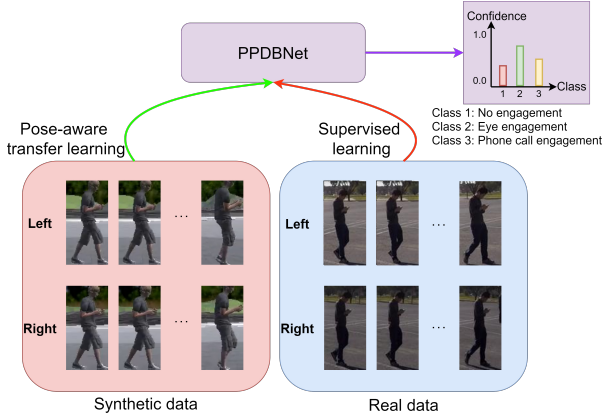 PPDBNet
Confidence
1.0
0.0
1 2 3
Class
Class 1: No engagement
Class 2: Eye engagement
Class 3: Phone call engagement
Pose-aware
transfer learning
Supervised
learning
Left
...
Left
...
Right
...
Right
...
Synthetic data
Real data